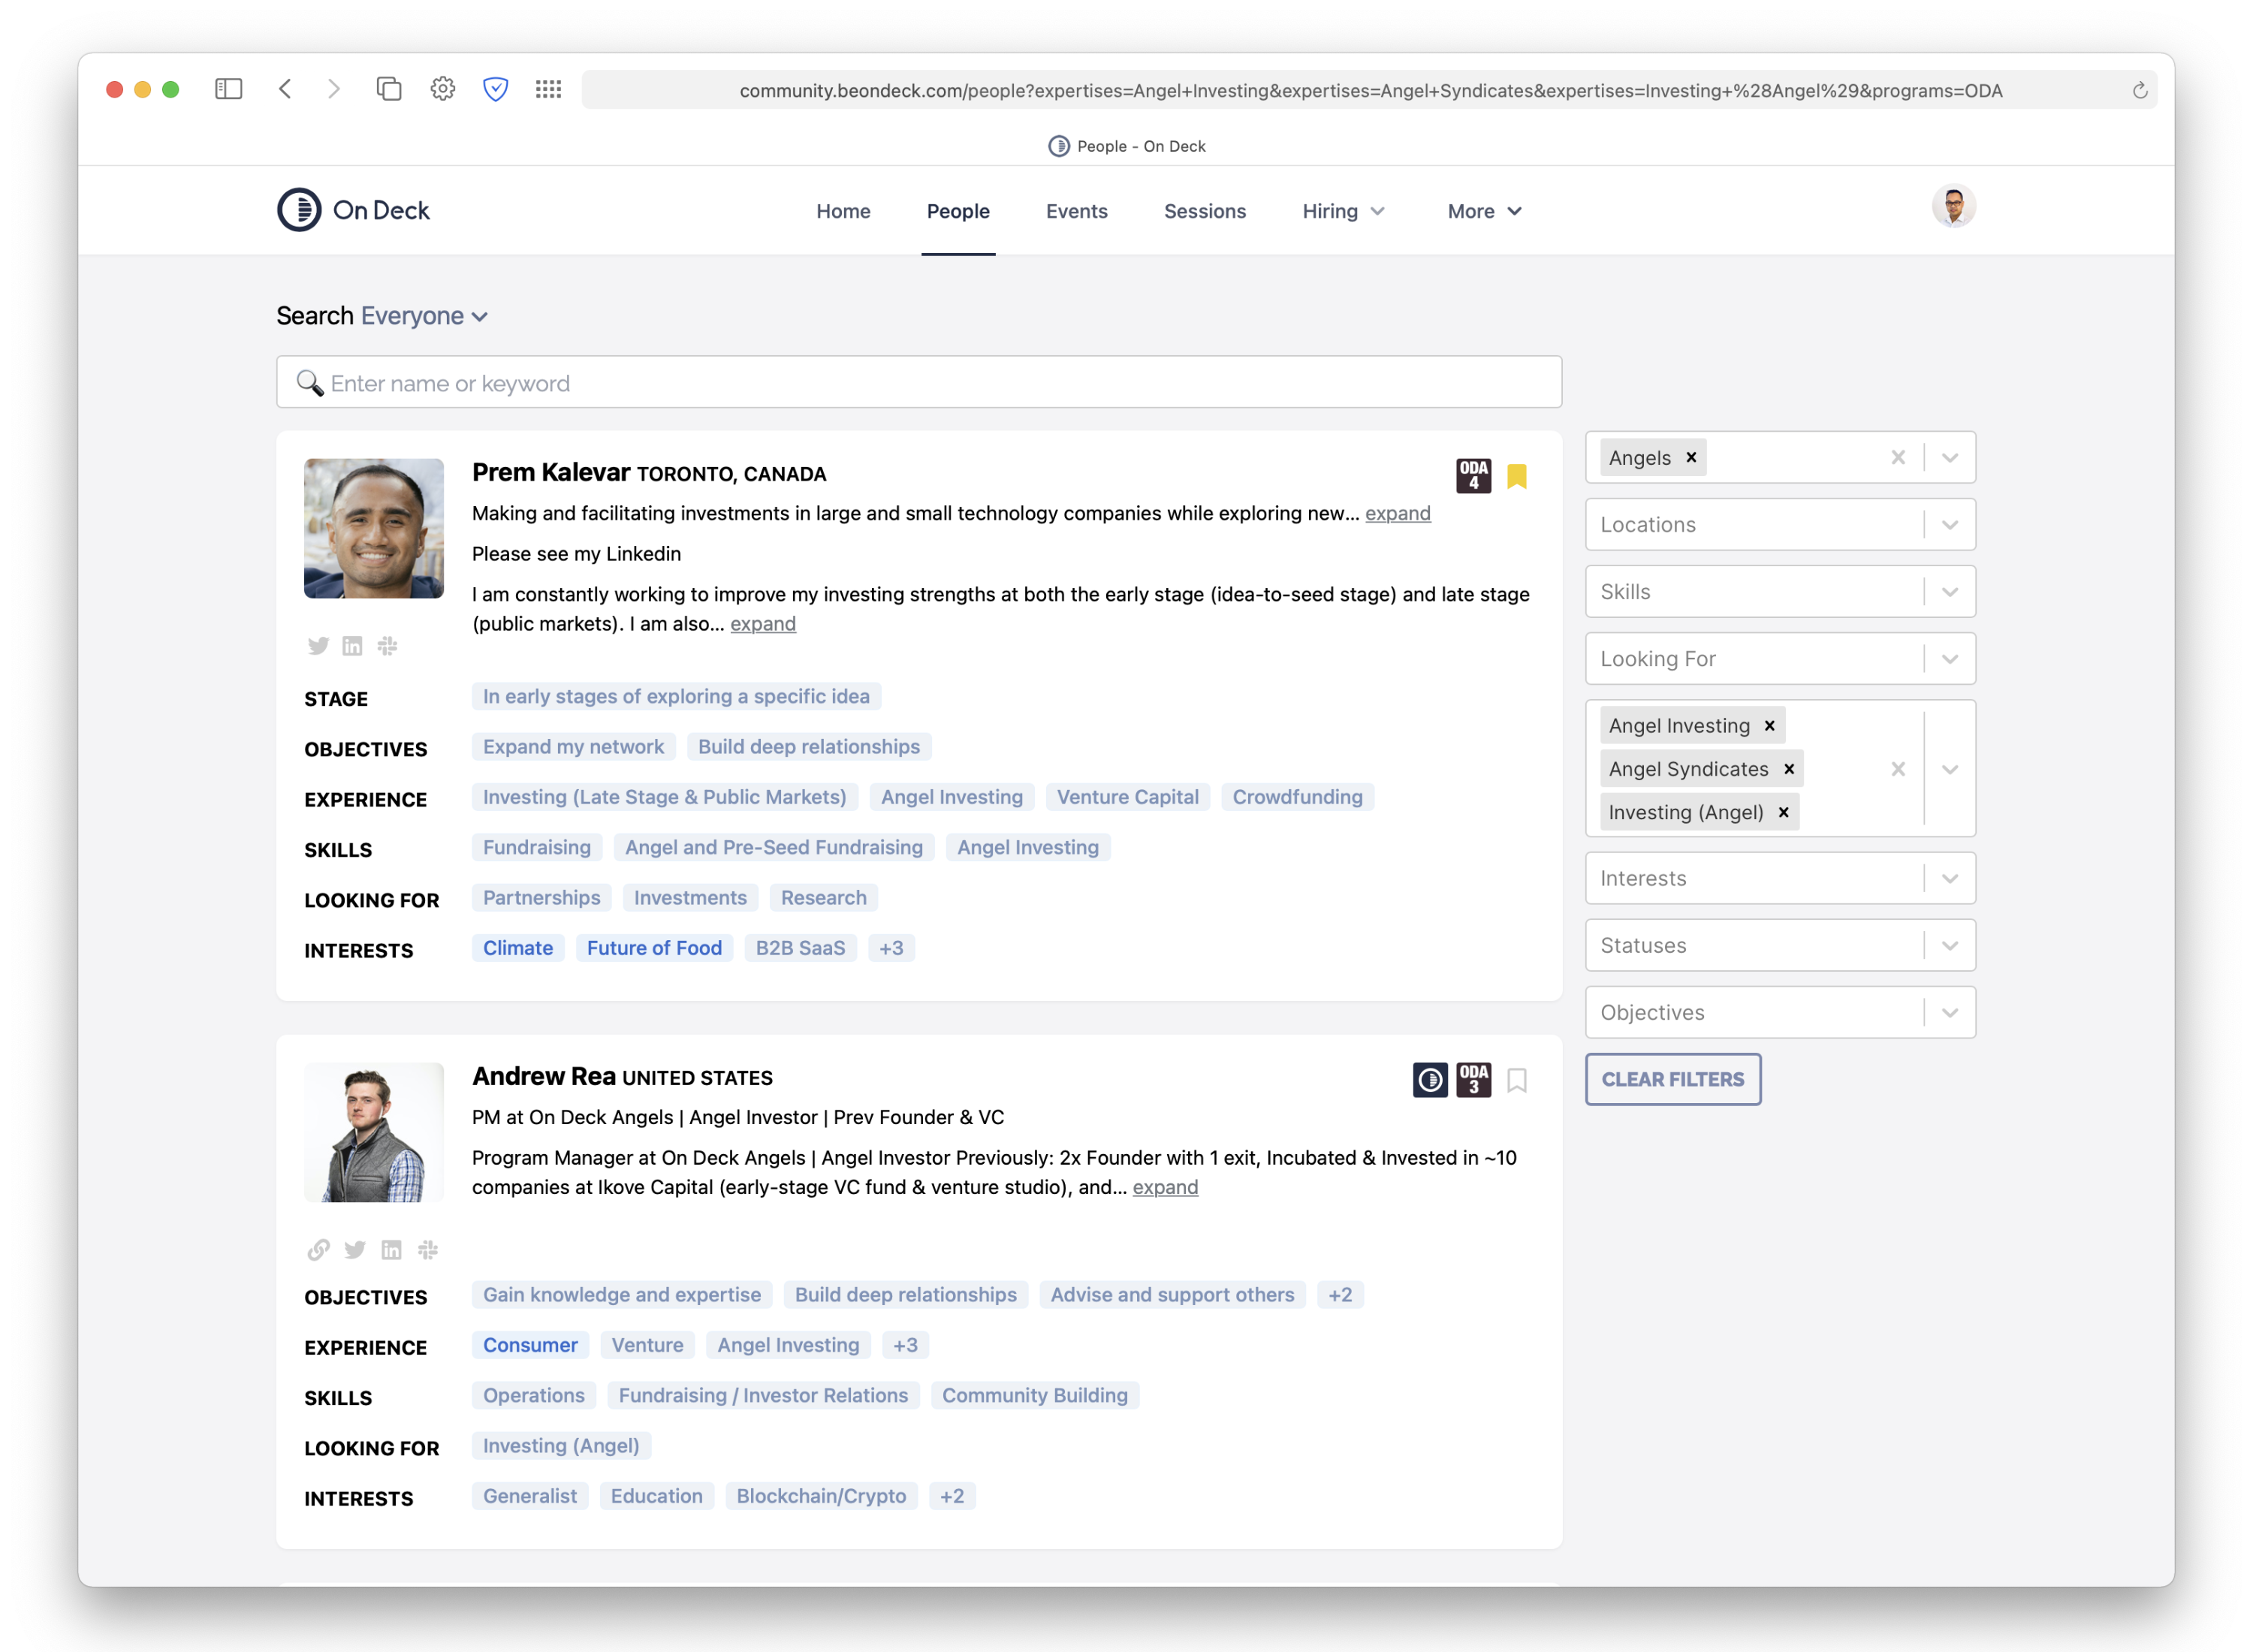 community.beondeck.com/people?expertises=Angel+Investing&expertises=Angel+Syndicates&expertises=Investing+%28Angel%29&programs=ODA
People - On Deck
On Deck
Home People Events Sessions Hiring More
Search Everyone
Enter name or keyword
Prem Kalevar TORONTO, CANADA
ODA
4
Making and facilitating investments in large and small technology companies while exploring new... expand
Please see my Linkedin
I am constantly working to improve my investing strengths at both the early stage (idea-to-seed stage) and late stage
(public markets). I am also... expand
STAGE In early stages of exploring a specific idea
OBJECTIVES Expand my network Build deep relationships
EXPERIENCE Investing (Late Stage & Public Markets) Angel Investing Venture Capital Crowdfunding
SKILLS Fundraising Angel and Pre-Seed Fundraising Angel Investing
LOOKING FOR Partnerships Investments Research
INTERESTS Climate Future of Food B2B SaaS +3
Andrew Rea UNITED STATES
ODA
3
PM at On Deck Angels | Angel Investor | Prev Founder & VC
Program Manager at On Deck Angels | Angel Investor Previously: 2x Founder with 1 exit, Incubated & Invested in ~10
companies at Ikove Capital (early-stage VC fund & venture studio), and... expand
OBJECTIVES Gain knowledge and expertise Build deep relationships Advise and support others +2
EXPERIENCE Consumer Venture Angel Investing +3
SKILLS Operations Fundraising / Investor Relations Community Building
LOOKING FOR Investing (Angel)
INTERESTS Generalist Education Blockchain/Crypto +2
Angels
Locations
Skills
Looking For
Angel Investing
Angel Syndicates
Investing (Angel)
Interests
Statuses
Objectives
CLEAR FILTERS